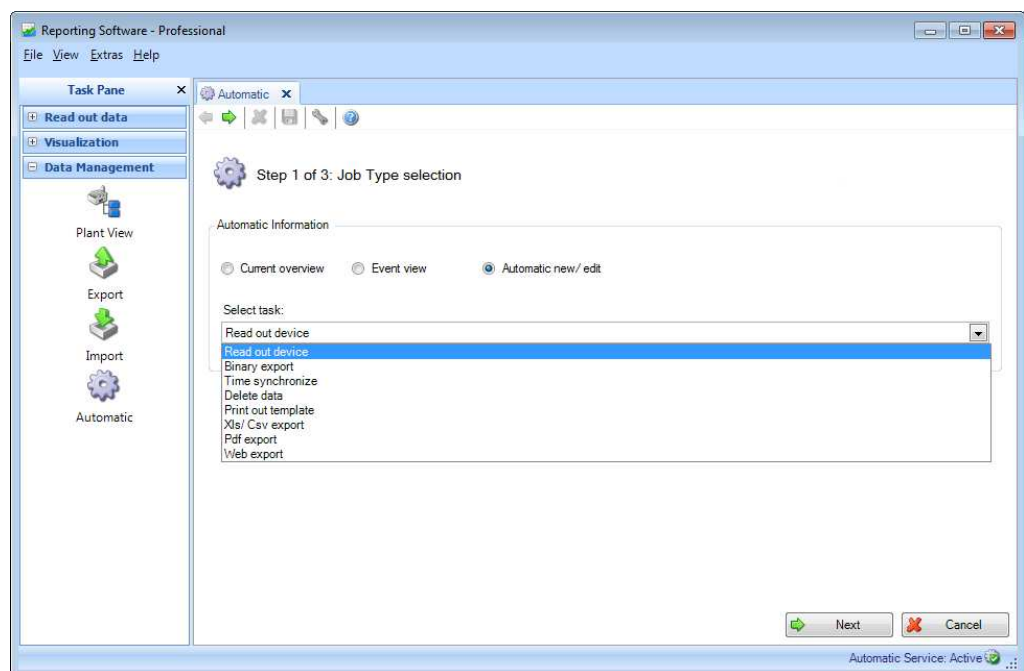 Reporting Software - Professional
File View Extras Help
Task Pane
Read out data
Visualization
Data Management
Plant View
Export
Import
Automatic
Automatic
Step 1 of 3: Job Type selection
Automatic Information
Current overview Event view Automatic new/ edit
Select task:
Read out device
Read out device
Binary export
Time synchronize
Delete data
Print out template
Xls/ Csv export
Pdf export
Web export
Next Cancel
Automatic Service: Active